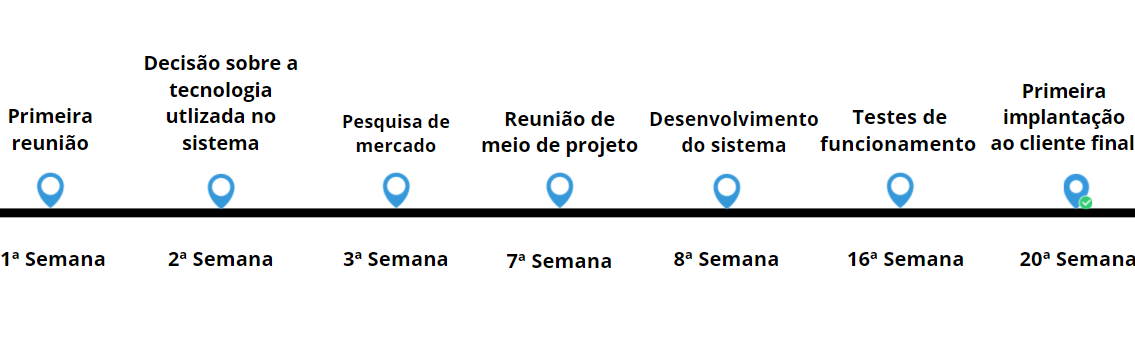 Primeira
reunião
Decisão sobre a
tecnologia
utlizada no
sistema
Pesquisa de
mercado
Reunião de
meio de projeto
Desenvolvimento
do sistema
Testes de
funcionamento
Primeira
implantação
ao cliente final
1ª Semana
2ª Semana
3ª Semana
7ª Semana
8ª Semana
16ª Semana
20ª Semana